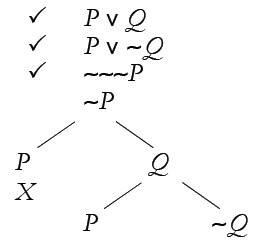 ✓ P ∨ Q
✓ P ∨ ~Q
✓ ~~~P
~P
P Q
X
P ~Q